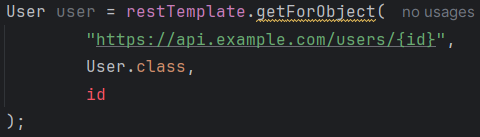 User user = restTemplate.getForObject( no usages
"https://api.example.com/users/{id}",
User.class,
id
);